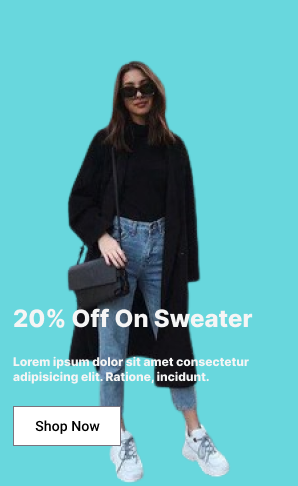 20% Off On Sweater
Lorem ipsum dolor sit amet consectetur
adipisicing elit. Ratione, incidunt.
Shop Now